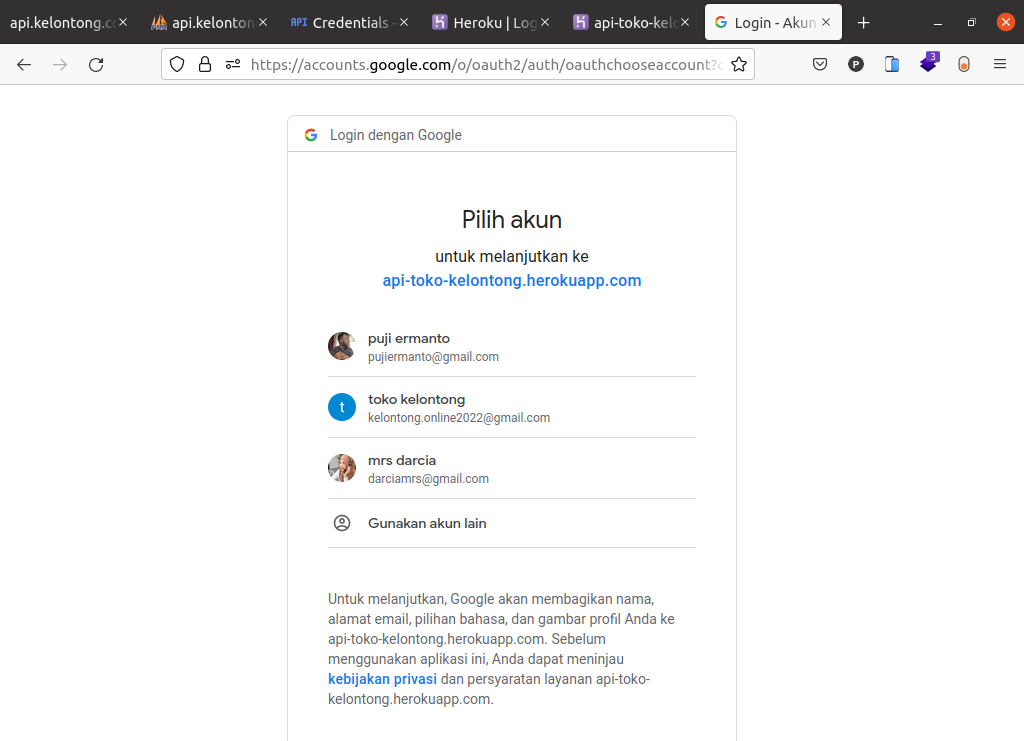 api.kelontong.c
api.kelonton
API Credentials
Heroku | Log
api-toko-kel
Login - Akun
https://accounts.google.com/o/oauth2/auth/oauthchooseaccount?c
P
3
Login dengan Google
Pilih akun
untuk melanjutkan ke
api-toko-kelontong.herokuapp.com
puji ermanto
pujiermanto@gmail.com
t
toko kelontong
kelontong.online2022@gmail.com
mrs darcia
darciamrs@gmail.com
Gunakan akun lain
Untuk melanjutkan, Google akan membagikan nama,
alamat email, pilihan bahasa, dan gambar profil Anda ke
api-toko-kelontong.herokuapp.com. Sebelum
menggunakan aplikasi ini, Anda dapat meninjau
kebijakan privasi dan persyaratan layanan api-toko-
kelontong.herokuapp.com.